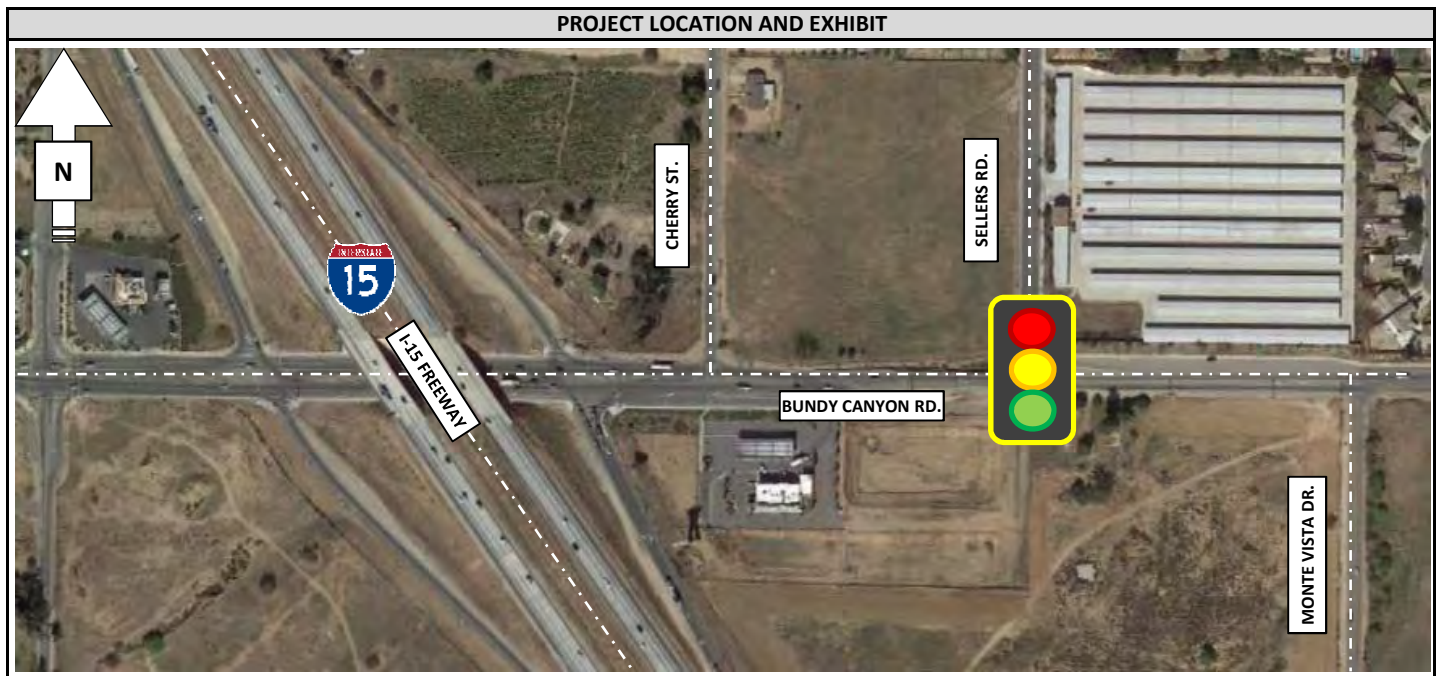 PROJECT LOCATION AND EXHIBIT
N
CHERRY ST.
SELLERS RD.
INTERSTATE
15
I-15 FREEWAY
BUNDY CANYON RD.
MONTE VISTA DR.